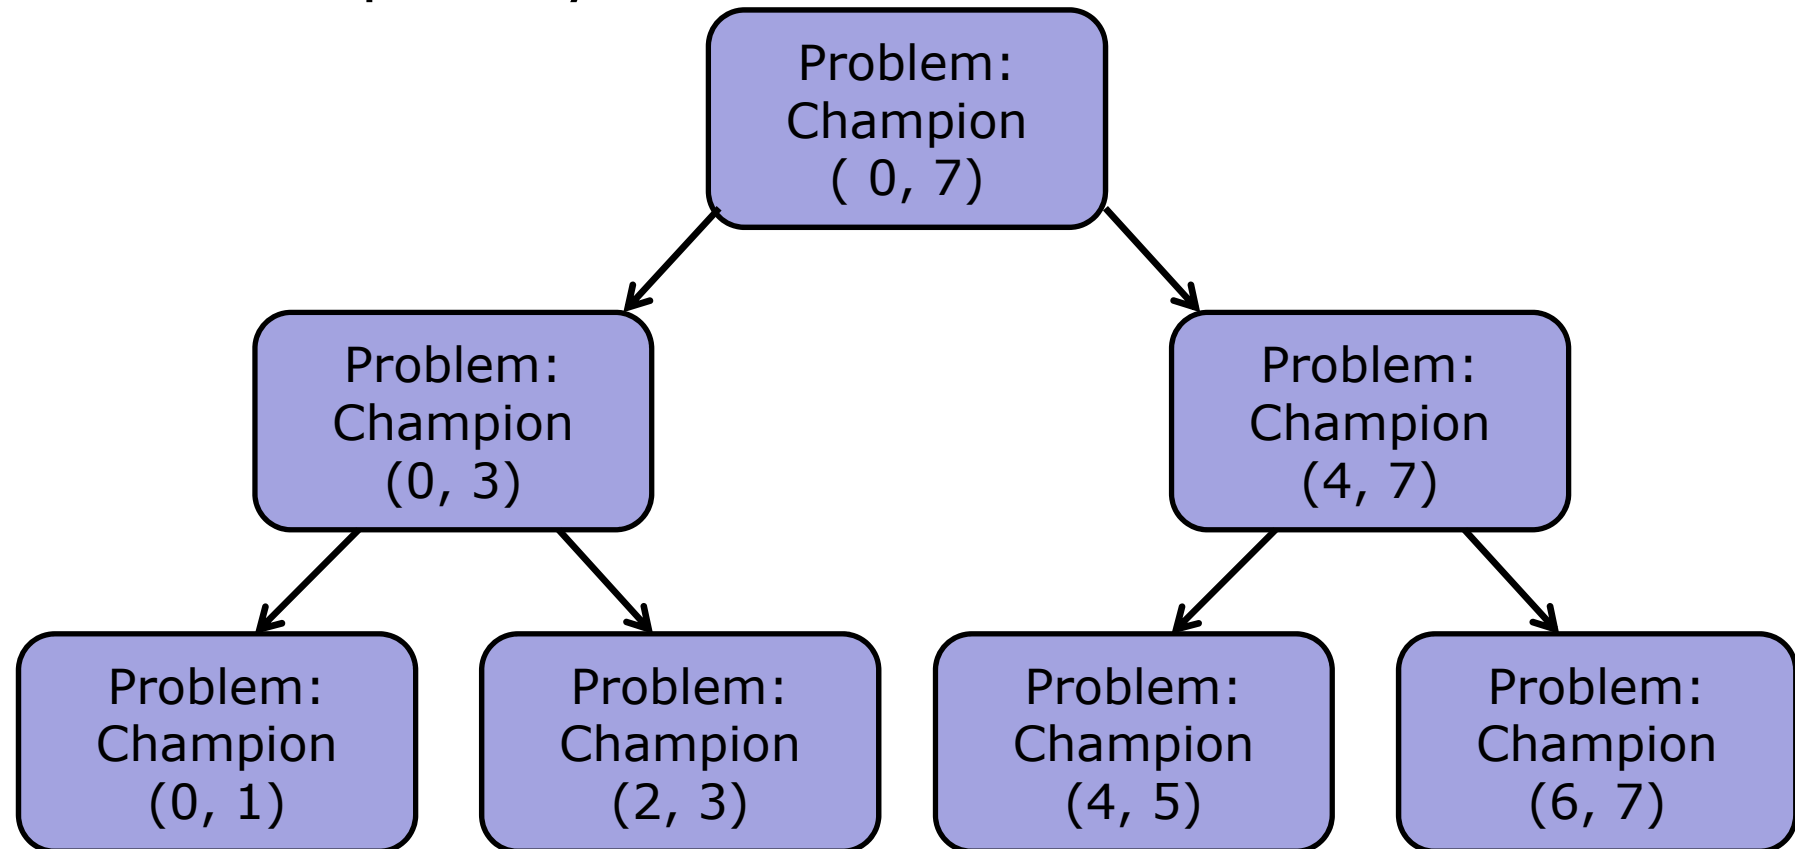 Problem:
Champion
( 0, 7)
Problem:
Champion
(0, 3)
Problem:
Champion
(4, 7)
Problem:
Champion
(0, 1)
Problem:
Champion
(2, 3)
Problem:
Champion
(4, 5)
Problem:
Champion
(6, 7)